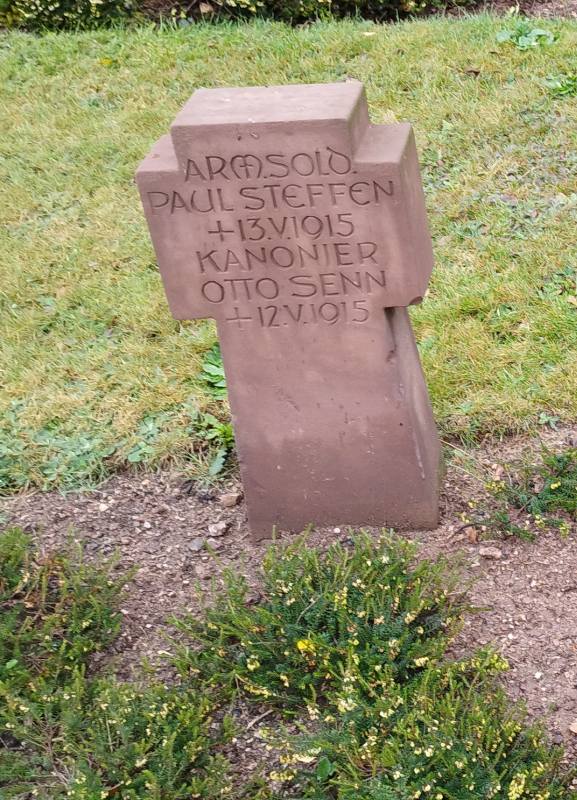 ARM.SOLD.
PAUL STEFFEN
+13.V.1915
KANONIER
OTTO SENN
+12.V.1915